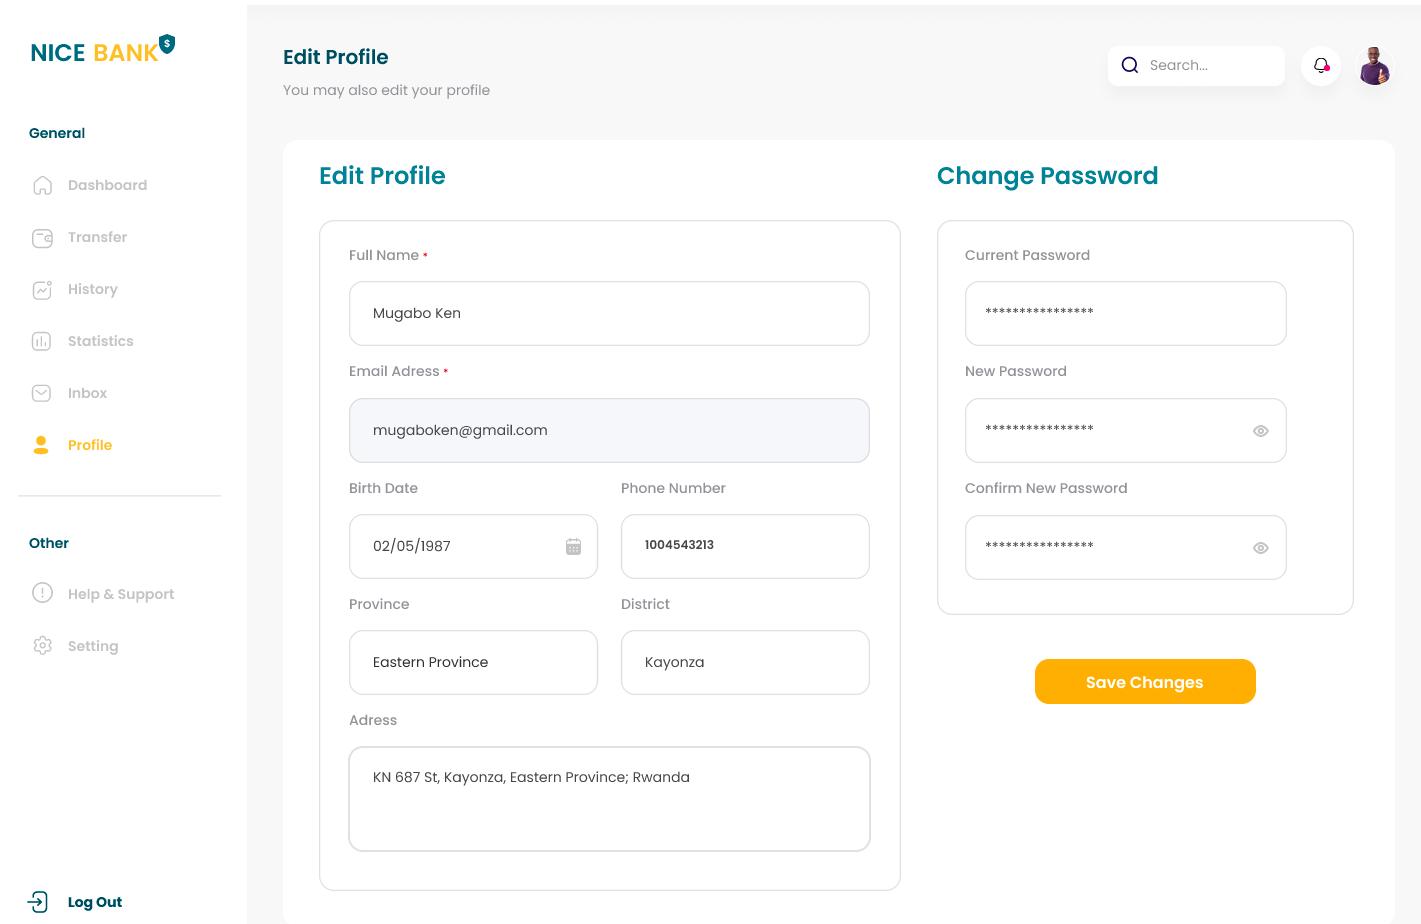 NICE BANK
$
General
Dashboard
Transfer
History
Statistics
Inbox
Profile
Other
Help & Support
Setting
Log Out
Edit Profile
You may also edit your profile
Search...
Edit Profile
Full Name *
Mugabo Ken
Email Adress *
mugaboken@gmail.com
Birth Date Phone Number
02/05/1987 1004543213
Province District
Eastern Province Kayonza
Adress
KN 687 St, Kayonza, Eastern Province; Rwanda
Change Password
Current Password
****************
New Password
****************
Confirm New Password
****************
Save Changes